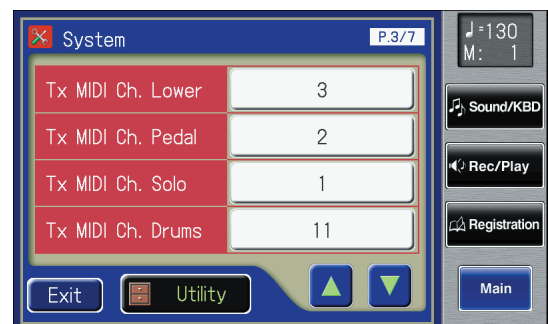 System
P.3/7
Tx MIDI Ch. Lower 3
Tx MIDI Ch. Pedal 2
Tx MIDI Ch. Solo 1
Tx MIDI Ch. Drums 11
Exit
Utility
♩=130
M: 1
Sound/KBD
Rec/Play
Registration
Main